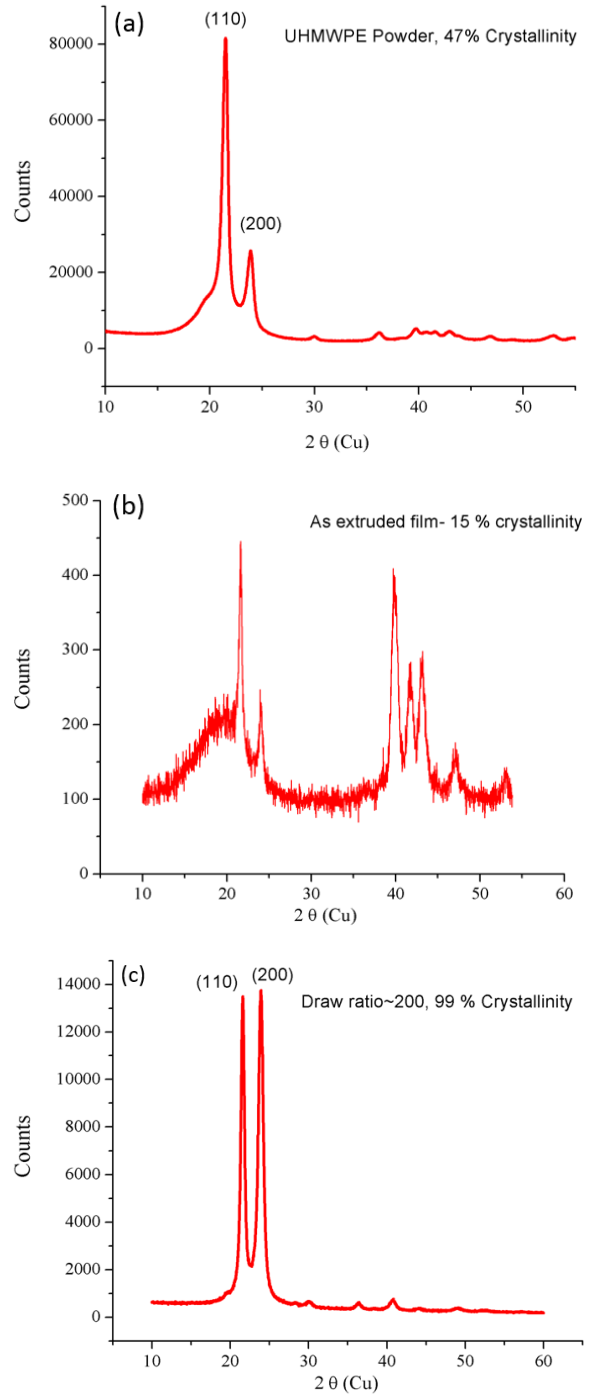 (a)
(110)
UHMWPE Powder, 47% Crystallinity
80000
60000
Counts
40000
(200)
20000
0
10 20 30 40 50
2 θ (Cu)
500
(b)
As extruded film- 15 % crystallinity
400
300
Counts
200
100
0
10 20 30 40 50 60
2 θ (Cu)
(c)
(110) (200)
14000
Draw ratio~200, 99 % Crystallinity
12000
10000
8000
Counts
6000
4000
2000
0
10 20 30 40 50 60
2 θ (Cu)